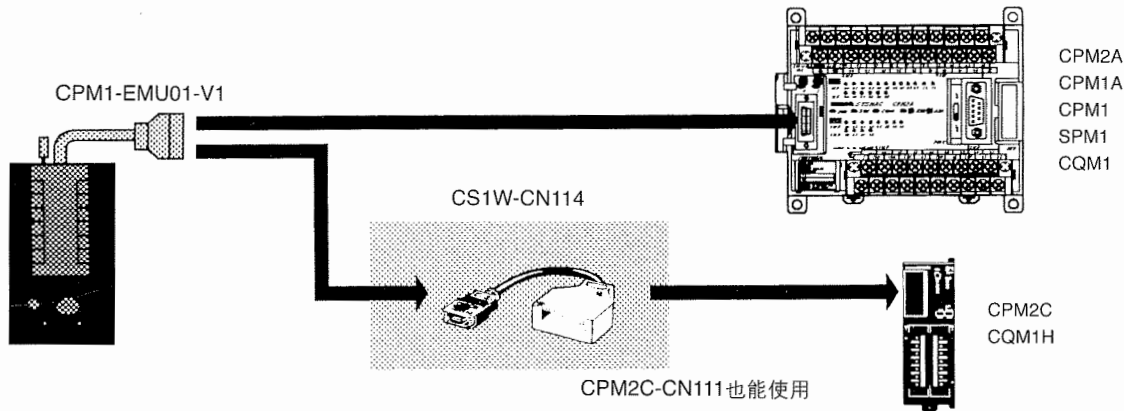 CPM1-EMU01-V1
CPM2A
CPM1A
CPM1
SPM1
CQM1
CS1W-CN114
CPM2C
CQM1H
CPM2C-CN111也能使用